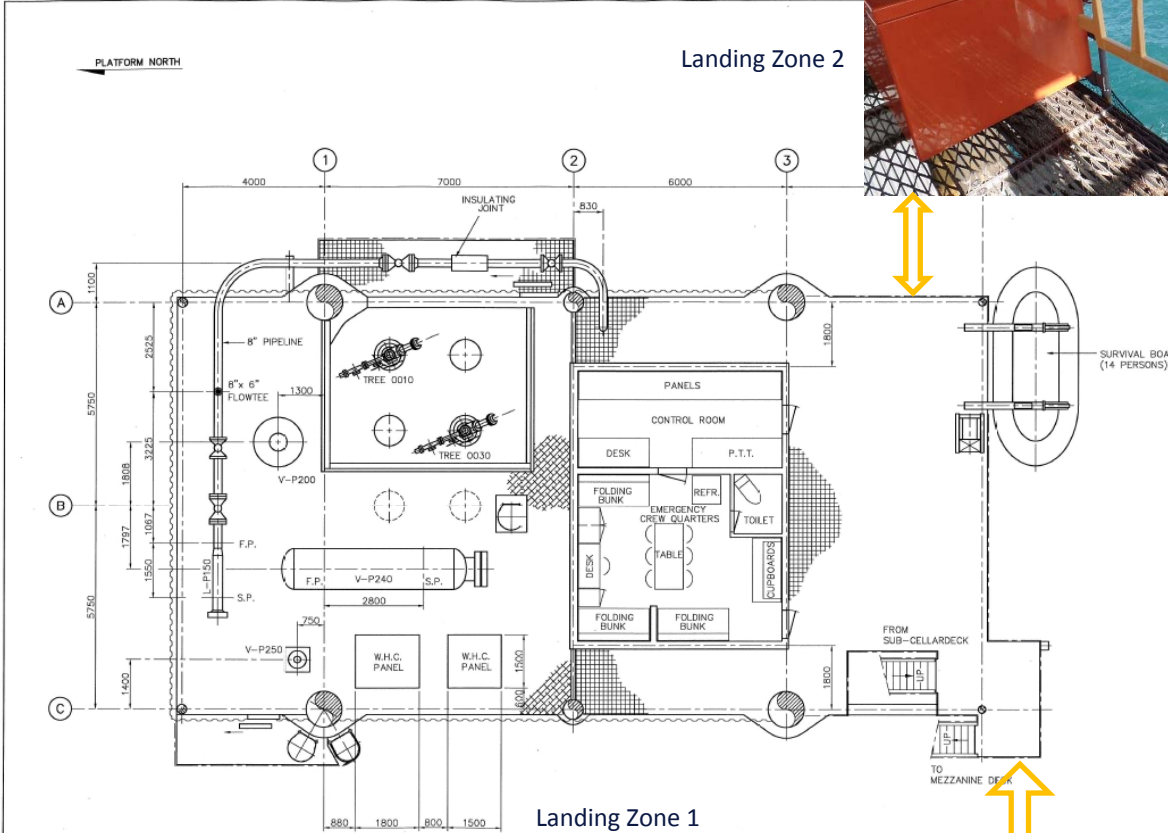 PLATFORM NORTH
Landing Zone 2
1
2
3
4000
7000
6000
INSULATING
JOINT
830
1100
A
2525
8" PIPELINE
8"x 6"
FLOWTEE
1300
5750
3225
1808
V-P200
TREE 0010
TREE 0030
1800
PANELS
CONTROL ROOM
DESK
P.T.T.
SURVIVAL BOA
(14 PERSONS)
B
FOLDING
BUNK
REFR.
EMERGENCY
CREW QUARTERS
TOILET
TABLE
DESK
CUPBOARDS
FOLDING
BUNK
FOLDING
BUNK
1067
1797
1550
F.P.
L-P150
S.P.
F.P.
V-P240
S.P.
2800
5750
750
V-P250
1400
W.H.C.
PANEL
W.H.C.
PANEL
1500
600
1800
FROM
SUB-CELLARDECK
UP
C
UP
TO
MEZZANINE DECK
880
1800
800
1500
Landing Zone 1